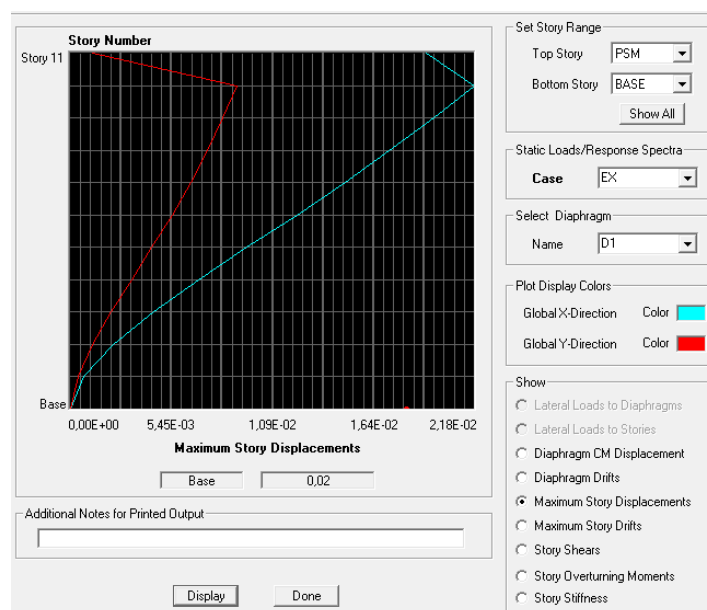 Story Number
Story 11
Base
0,00E+00 5,45E-03 1,09E-02 1,64E-02 2,18E-02
Maximum Story Displacements
Base 0,02
Additional Notes for Printed Output
Display Done
Set Story Range
Top Story PSM
Bottom Story BASE
Show All
Static Loads/Response Spectra
Case EX
Select Diaphragm
Name D1
Plot Display Colors
Global X-Direction Color
Global Y-Direction Color
Show
Lateral Loads to Diaphragms
Lateral Loads to Stories
Diaphragm CM Displacement
Diaphragm Drifts
Maximum Story Displacements
Maximum Story Drifts
Story Shears
Story Overturning Moments
Story Stiffness